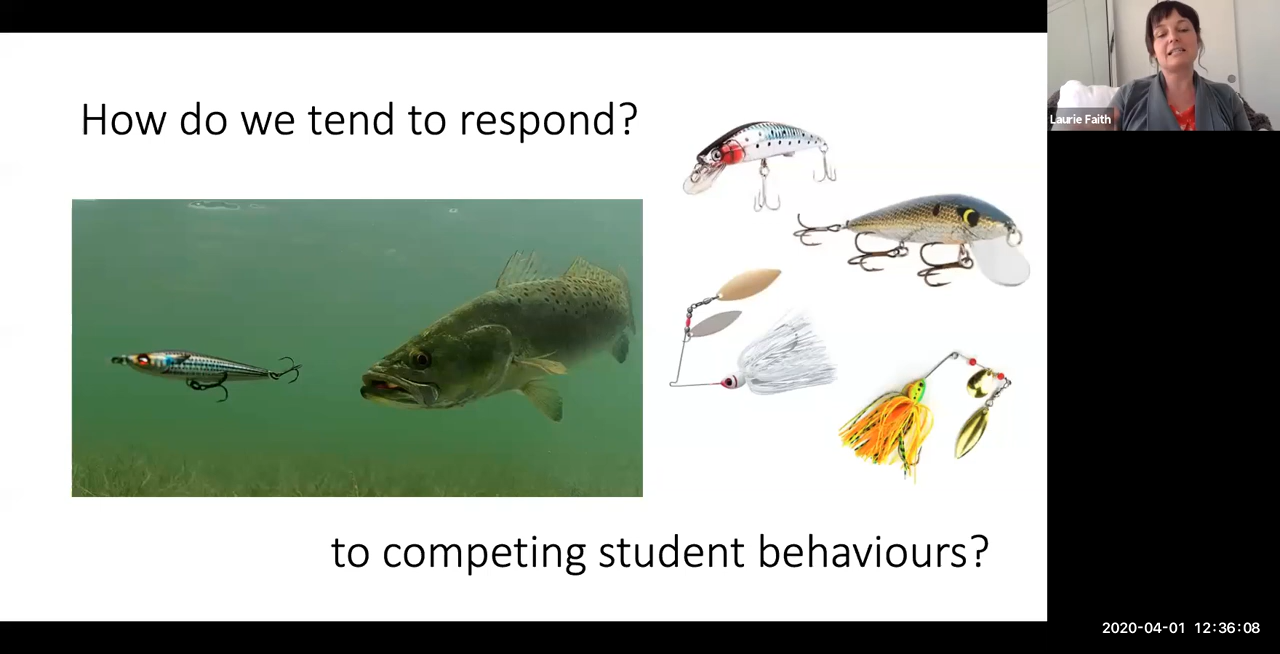 How do we tend to respond?
Laurie Faith
to competing student behaviours?
2020-04-01 12:36:08